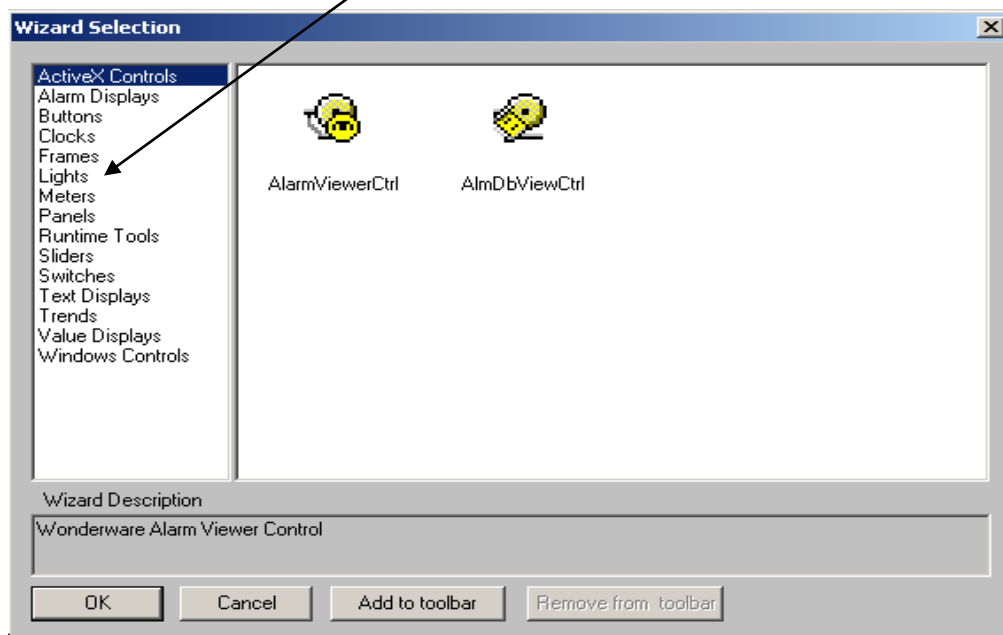 Wizard Selection
ActiveX Controls
Alarm Displays
Buttons
Clocks
Frames
Lights
Meters
Panels
Runtime Tools
Sliders
Switches
Text Displays
Trends
Value Displays
Windows Controls
AlarmViewerCtrl
AlmDbViewCtrl
Wizard Description
Wonderware Alarm Viewer Control
OK
Cancel
Add to toolbar
Remove from toolbar